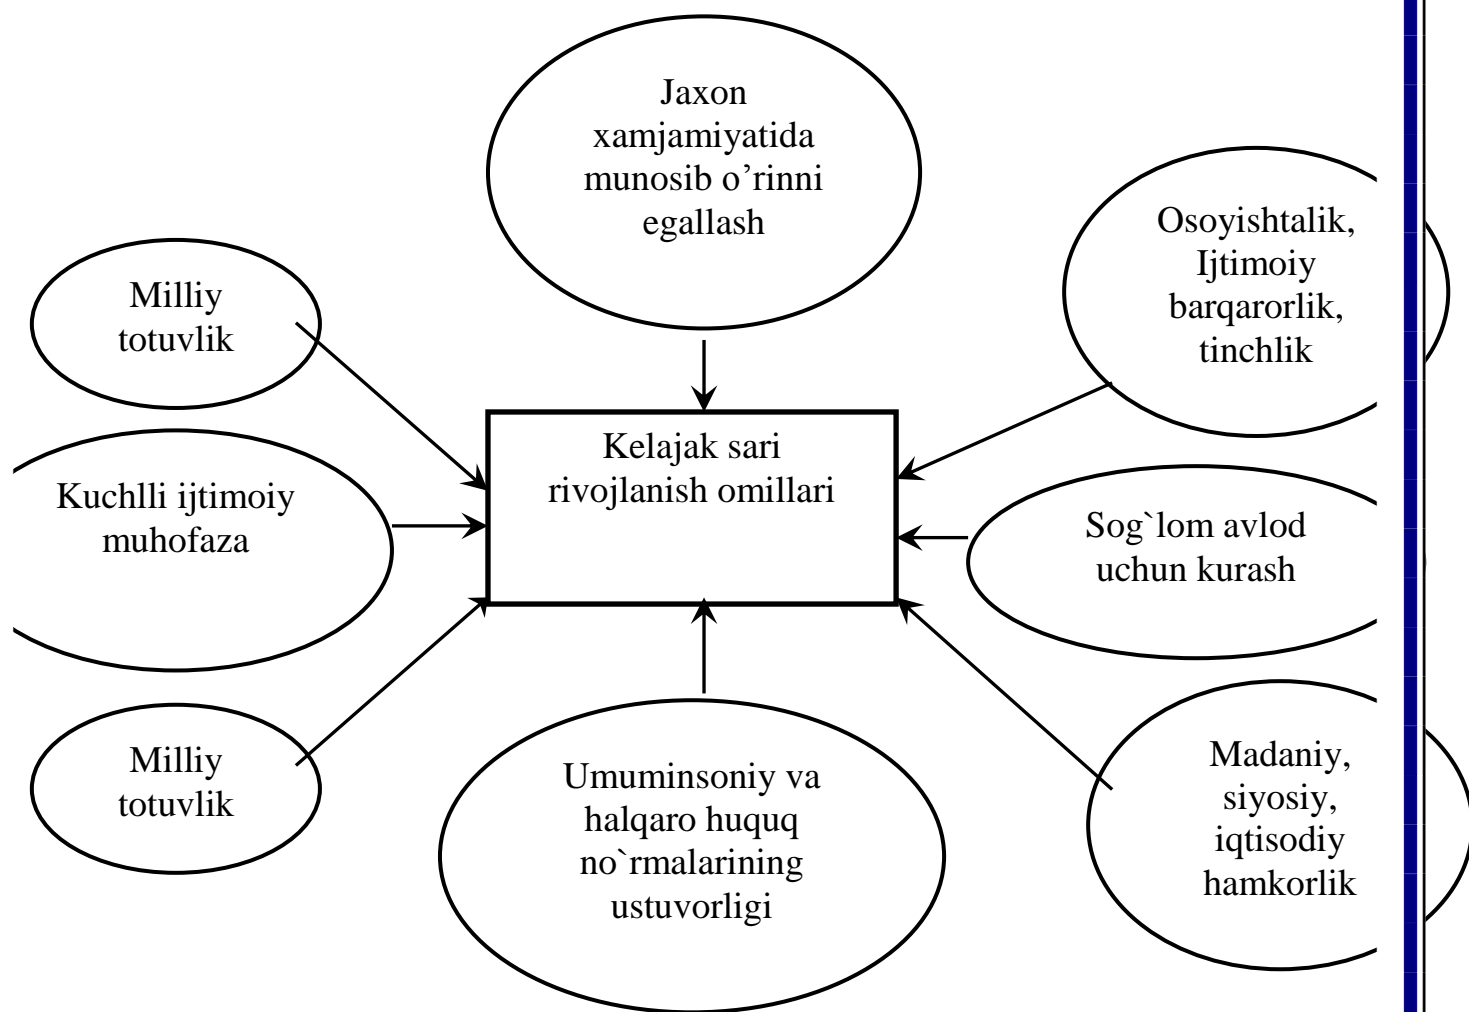 Jaxon
xamjamiyatida
munosib o’rinni
egallash
Osoyishtalik,
Ijtimoiy
barqarorlik,
tinchlik
Milliy
totuvlik
Kelajak sari
rivojlanish omillari
Kuchlli ijtimoiy
muhofaza
Sog`lom avlod
uchun kurash
Milliy
totuvlik
Umuminsoniy va
halqaro huquq
no`rmalarining
ustuvorligi
Madaniy,
siyosiy,
iqtisodiy
hamkorlik